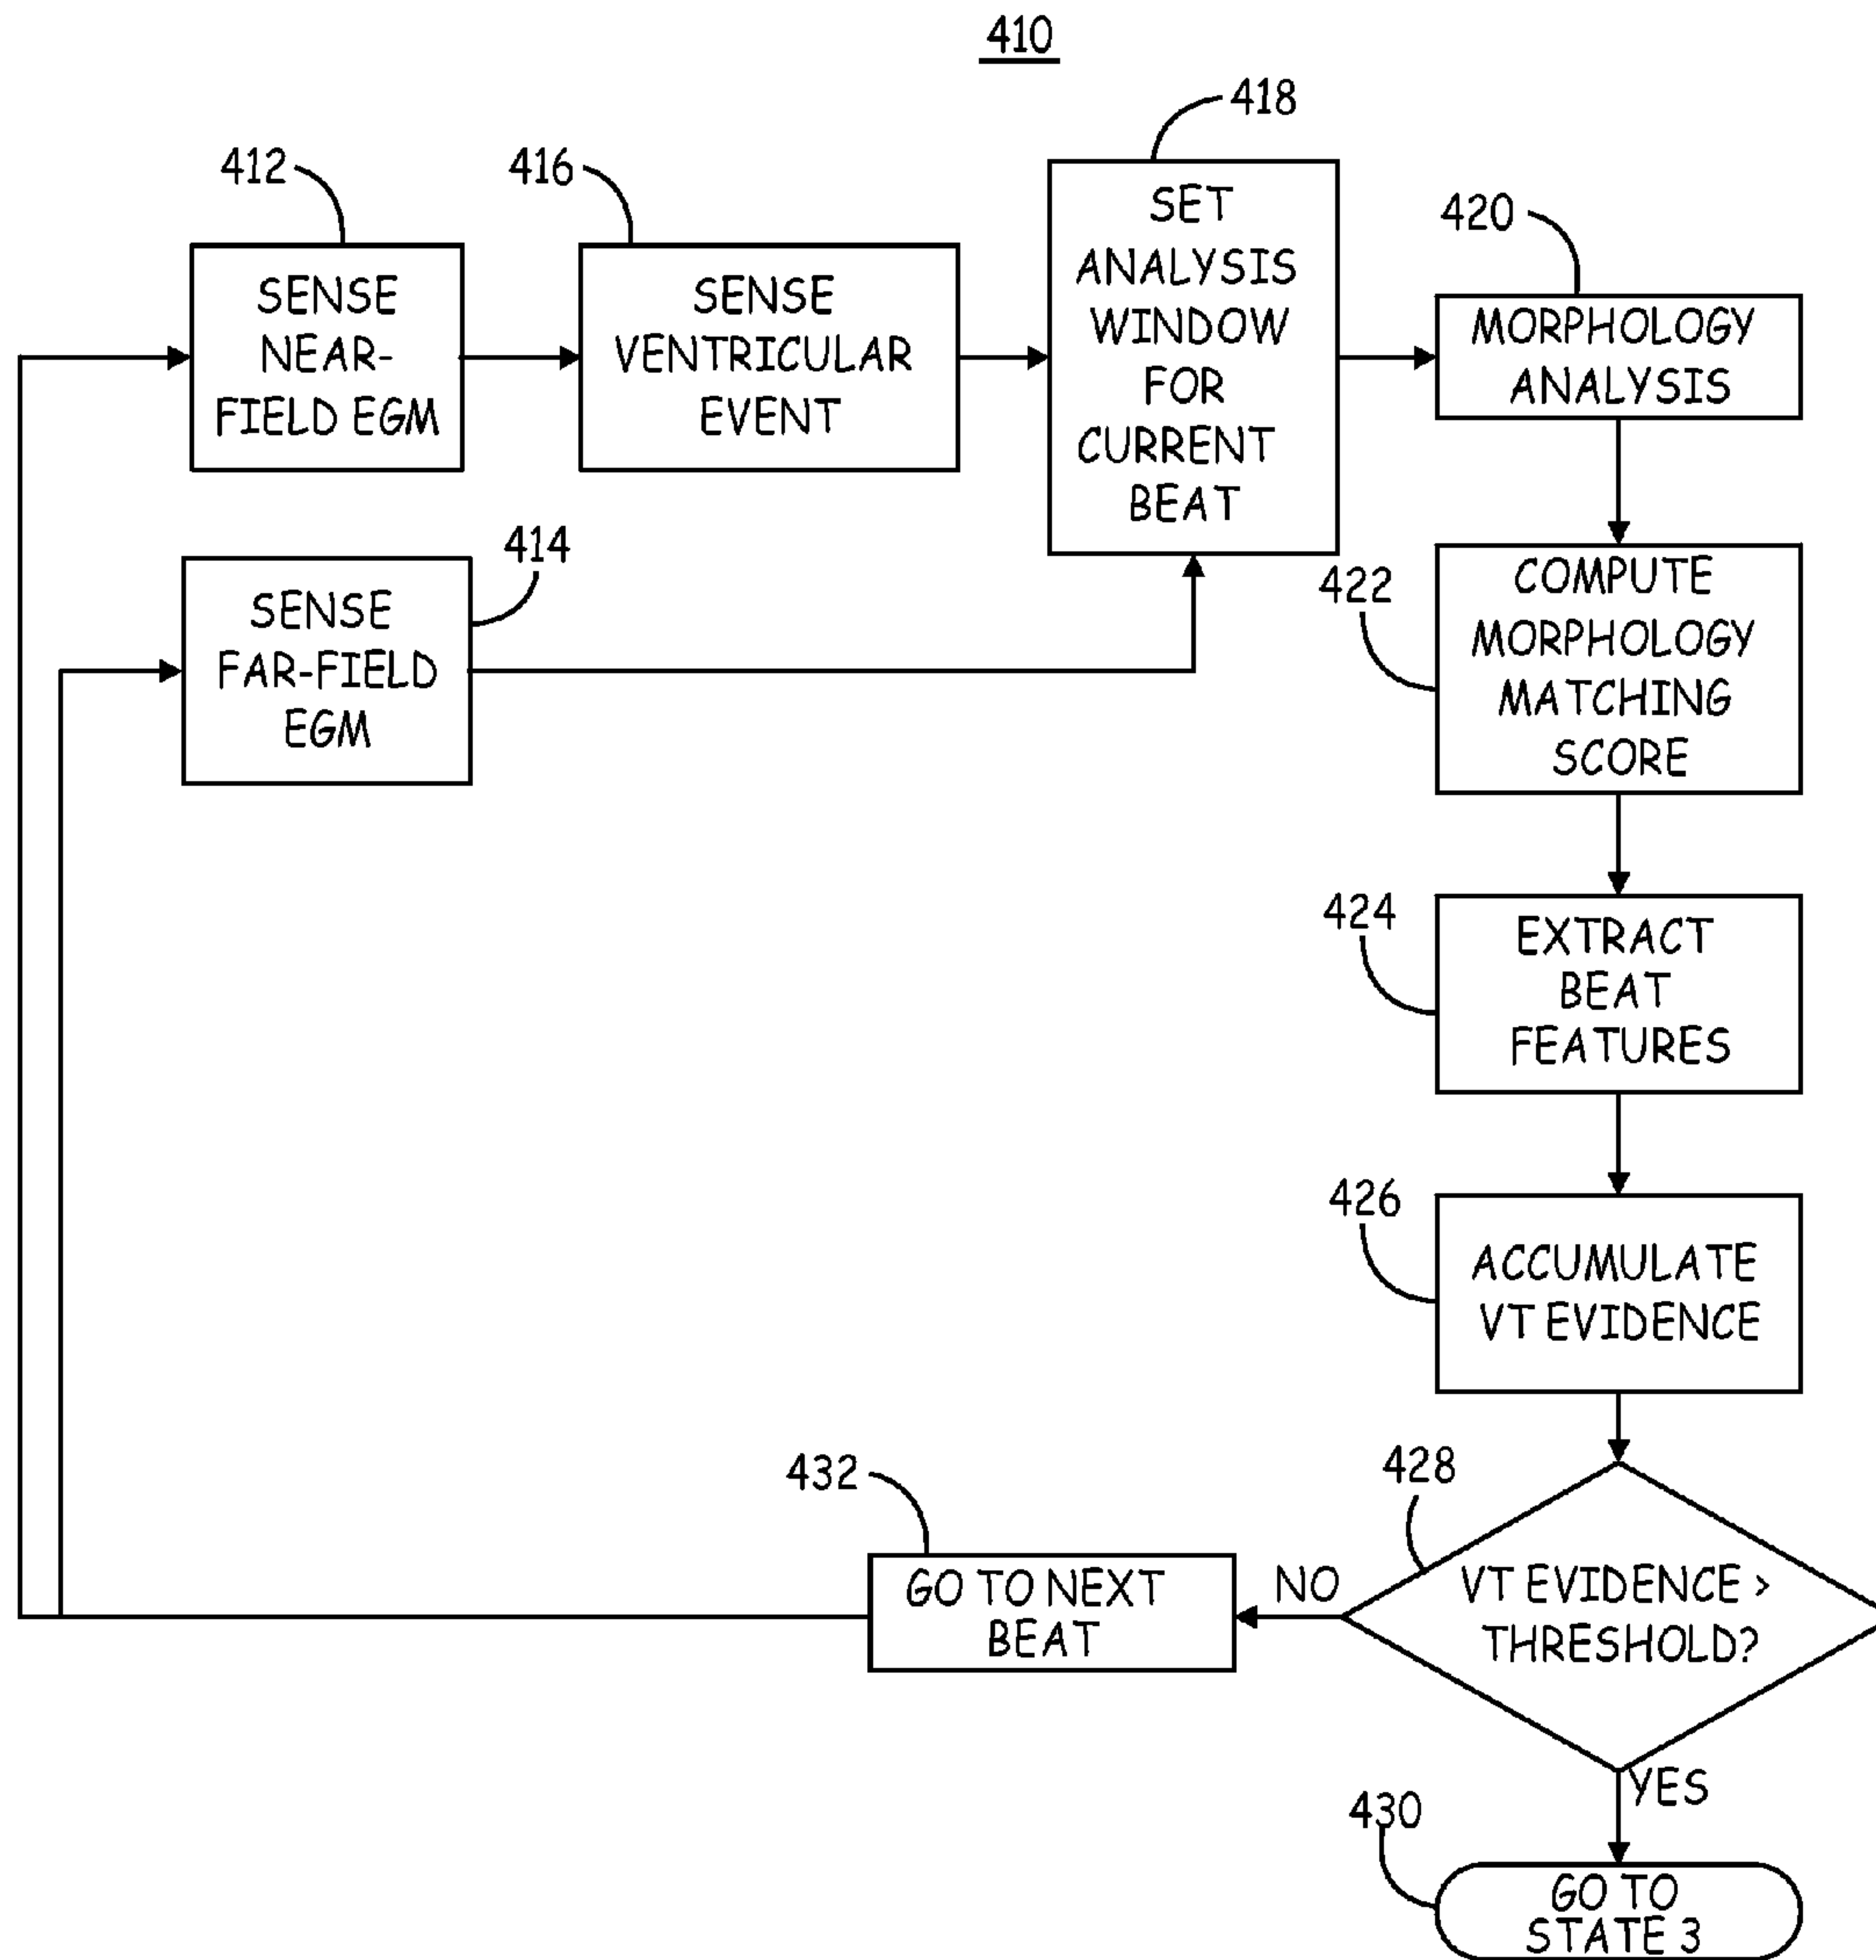 410
412
SENSE
NEAR-
FIELD EGM
416
SENSE
VENTRICULAR
EVENT
418
SET
ANALYSIS
WINDOW
FOR
CURRENT
BEAT
420
MORPHOLOGY
ANALYSIS
414
SENSE
FAR-FIELD
EGM
422
COMPUTE
MORPHOLOGY
MATCHING
SCORE
424
EXTRACT
BEAT
FEATURES
426
ACCUMULATE
VT EVIDENCE
428
VT EVIDENCE >
THRESHOLD?
NO
432
GO TO NEXT
BEAT
YES
430
GO TO
STATE 3